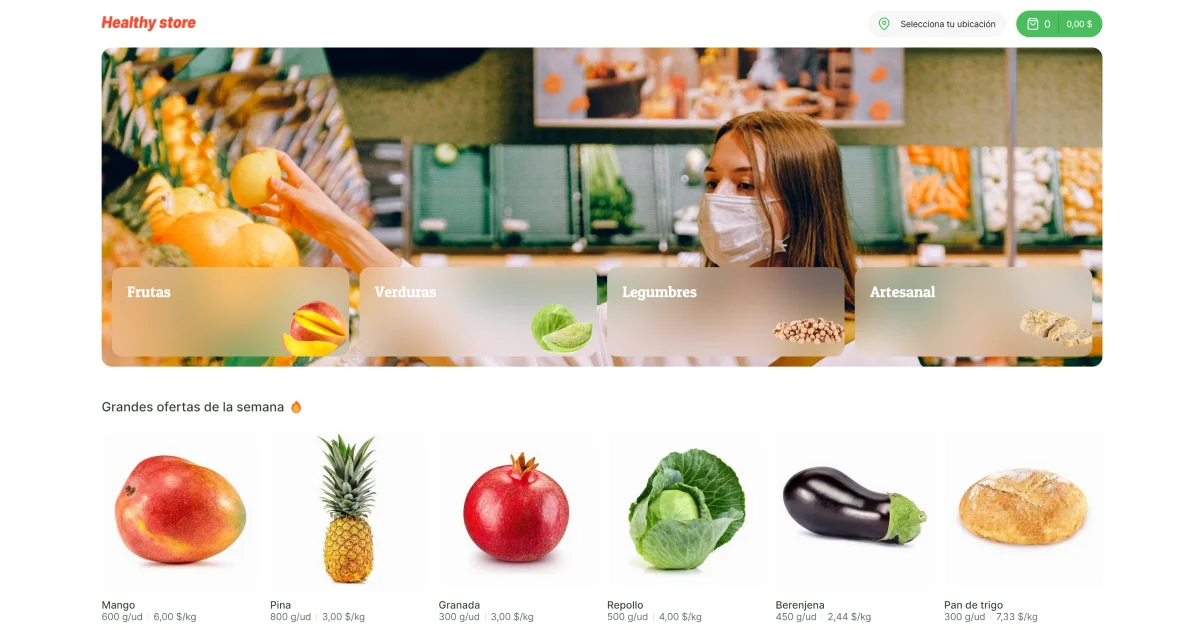 Healthy store
Selecciona tu ubicación
0
0,00 $
Frutas
Verduras
Legumbres
Artesanal
Grandes ofertas de la semana
Mango
600 g/ud | 6,00 $/kg
Pina
800 g/ud | 3,00 $/kg
Granada
300 g/ud | 3,00 $/kg
Repollo
500 g/ud | 4,00 $/kg
Berenjena
450 g/ud | 2,44 $/kg
Pan de trigo
300 g/ud | 7,33 $/kg